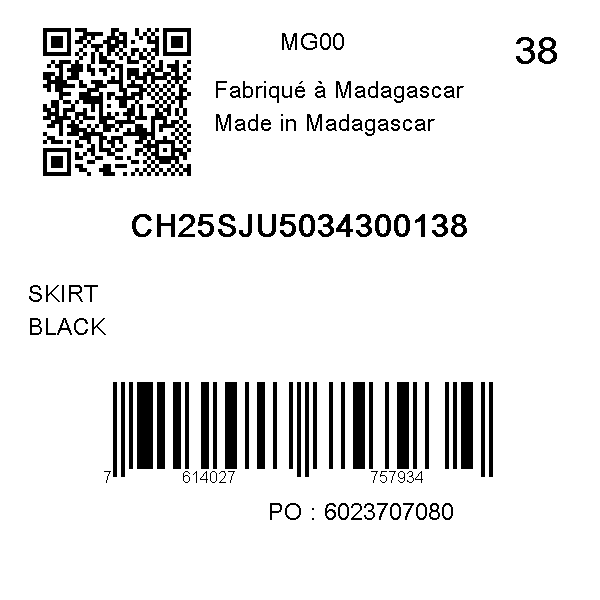 MG00
38
Fabriqué à Madagascar
Made in Madagascar
CH25SJU5034300138
SKIRT
BLACK
7 614027 757934
PO : 6023707080